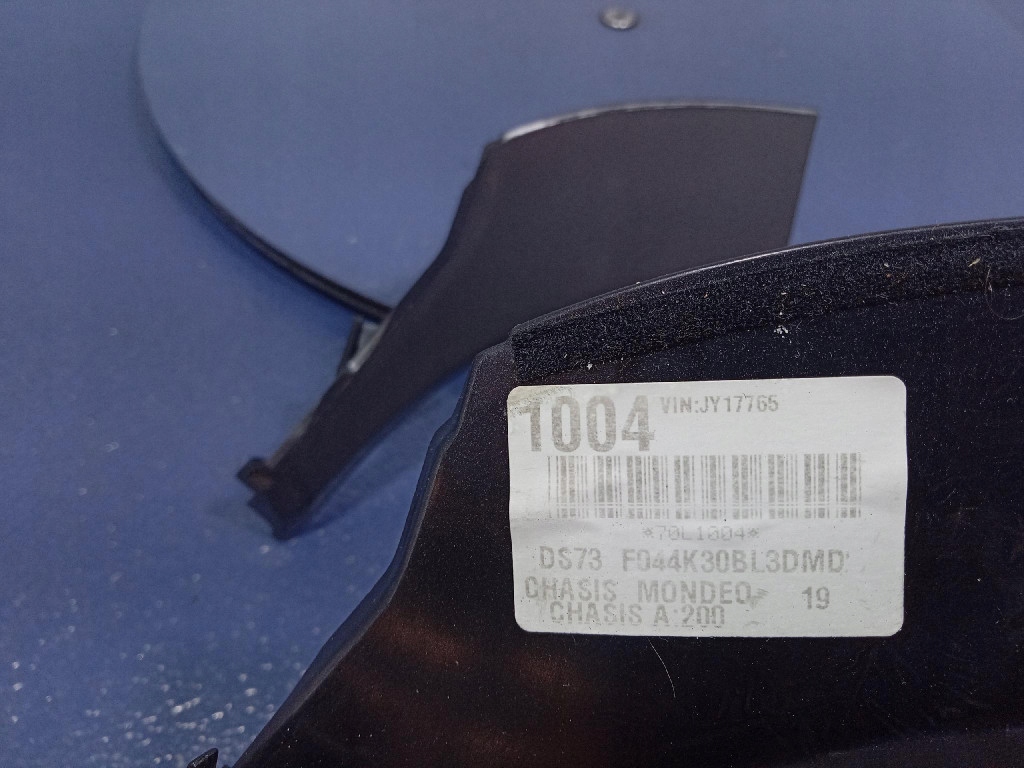 1004 VIN:JY17765
*70L1004*
DS73 F044K30BL3DMD
CHASIS MONDEO 19
CHASIS A 200